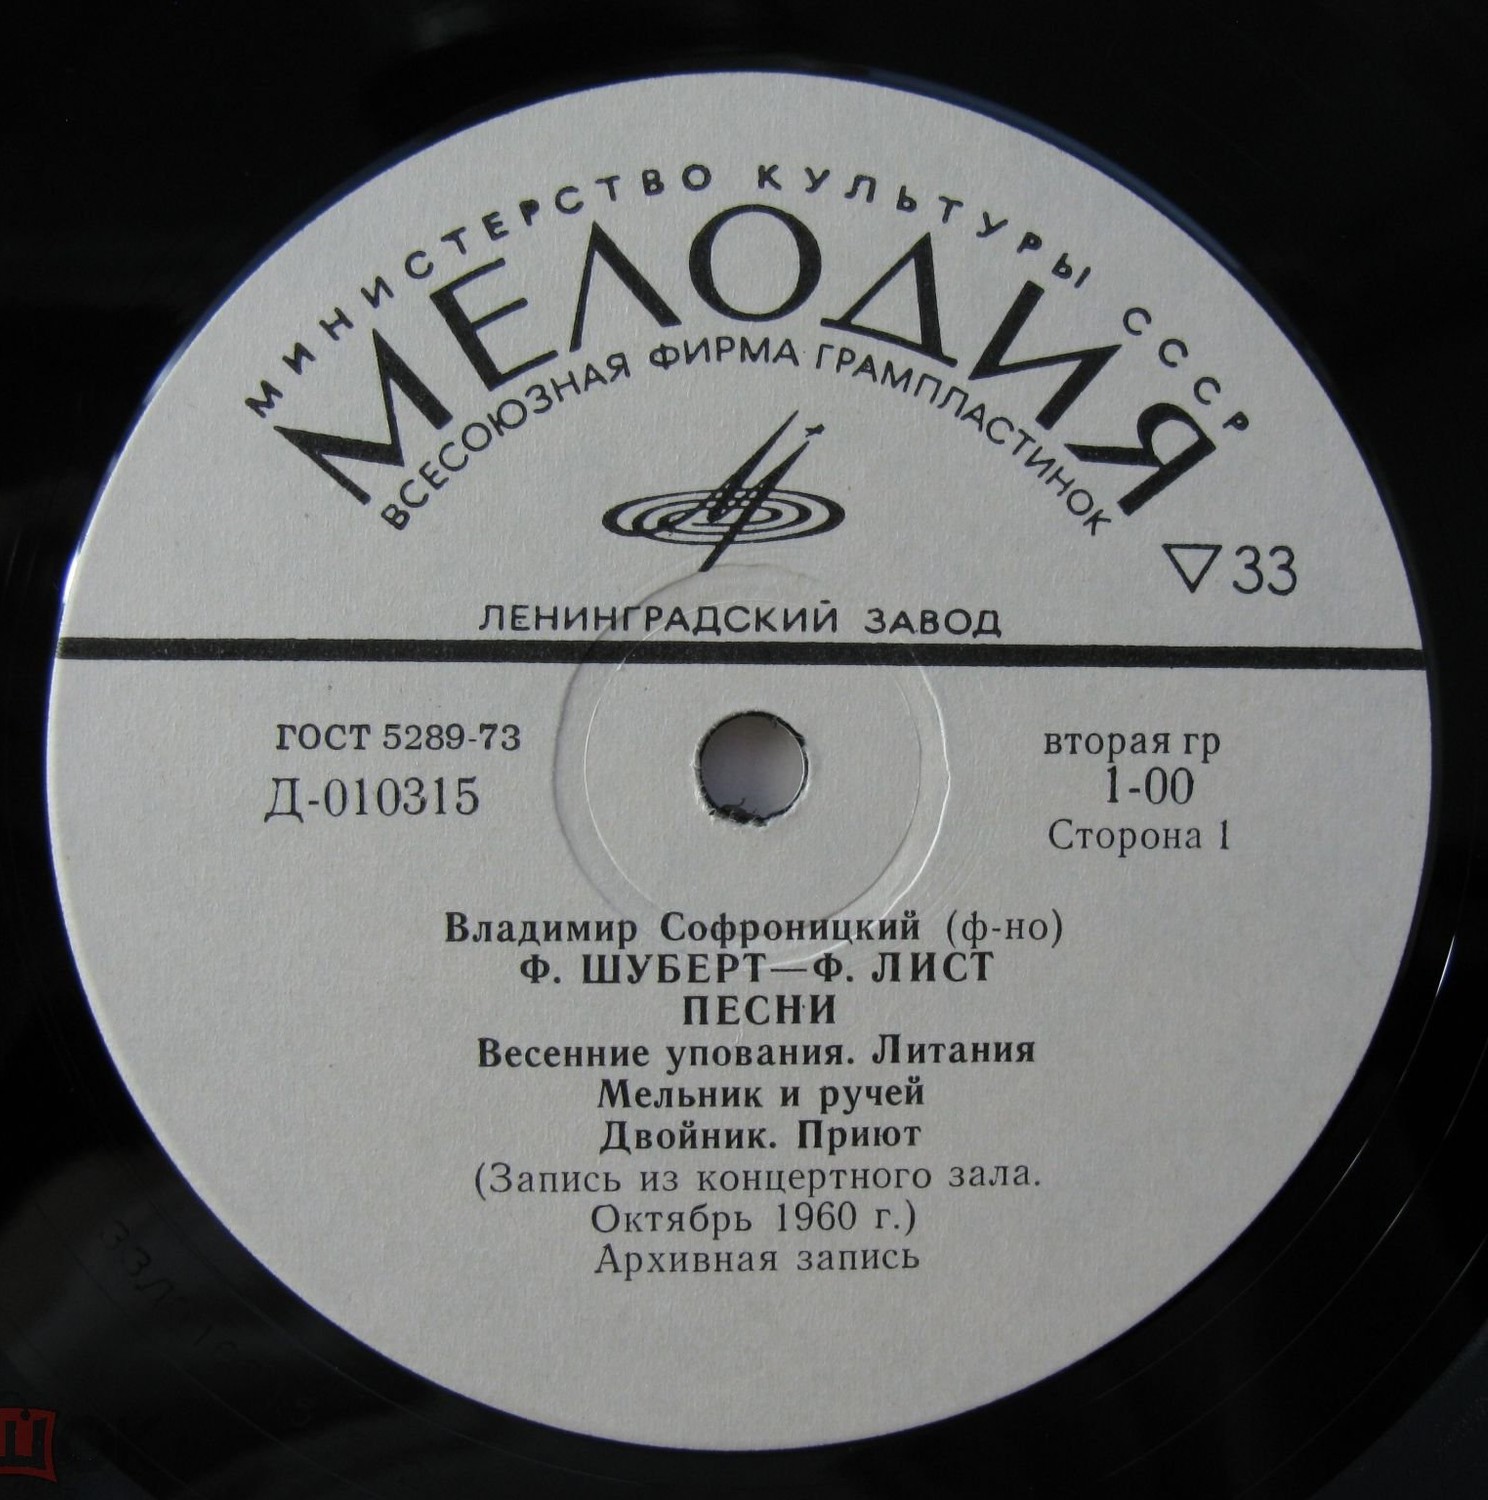 МИНИСТЕРСТВО КУЛЬТУРЫ СССР
МЕЛОДИЯ
ВСЕСОЮЗНАЯ ФИРМА ГРАМПЛАСТИНОК
▽33
ЛЕНИНГРАДСКИЙ ЗАВОД
ГОСТ 5289-73
Д-010315
вторая гр
1-00
Сторона 1
Владимир Софроницкий (ф-но)
Ф. ШУБЕРТ—Ф. ЛИСТ
ПЕСНИ
Весенние упования. Литания
Мельник и ручей
Двойник. Приют
(Запись из концертного зала.
Октябрь 1960 г.)
Архивная запись